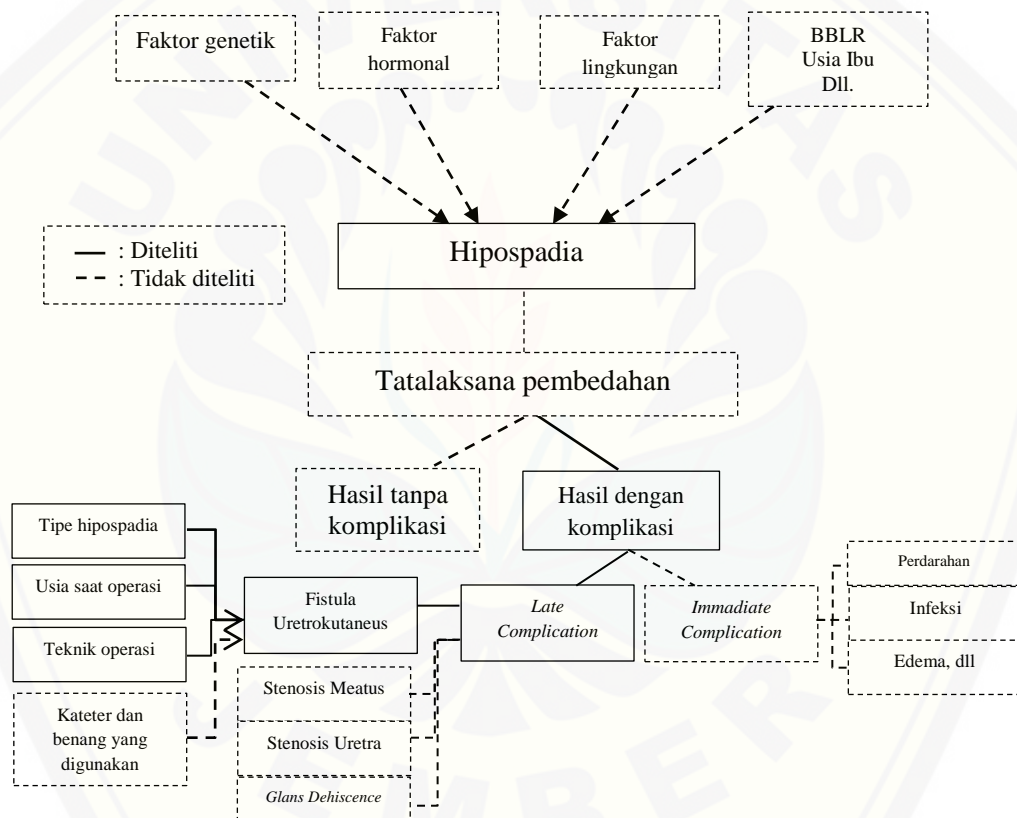 Faktor genetik
Faktor
hormonal
Faktor
lingkungan
BBLR
Usia Ibu
Dll.
: Diteliti
: Tidak diteliti
Hipospadia
Tatalaksana pembedahan
Hasil tanpa
komplikasi
Hasil dengan
komplikasi
Tipe hipospadia
Usia saat operasi
Teknik operasi
Kateter dan
benang yang
digunakan
Fistula
Uretrokutaneus
Late
Complication
Immadiate
Complication
Perdarahan
Infeksi
Edema, dll
Stenosis Meatus
Stenosis Uretra
Glans Dehiscence